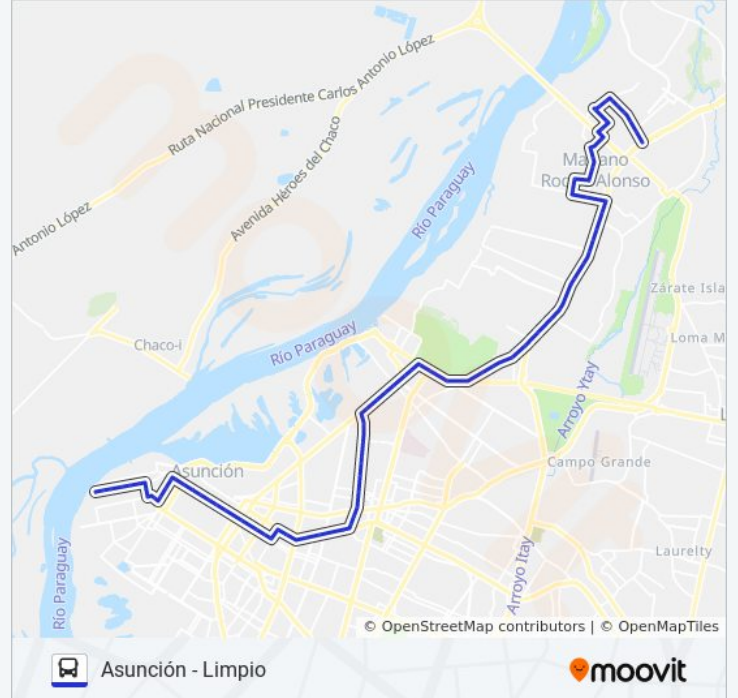 Ruta Nacional Presidente Carlos Antonio López
Avenida Héroes del Chaco
Antonio López
Río Paraguay
Mariano
Roque Alonso
Zárate Isla
Chaco-i
Río Paraguay
Loma M
Arroyo Ytay
L
Asunción
Campo Grande
Río Paraguay
Arroyo Itay
Laurelty
© OpenStreetMap contributors | © OpenMapTiles
Asunción - Limpio
moovit